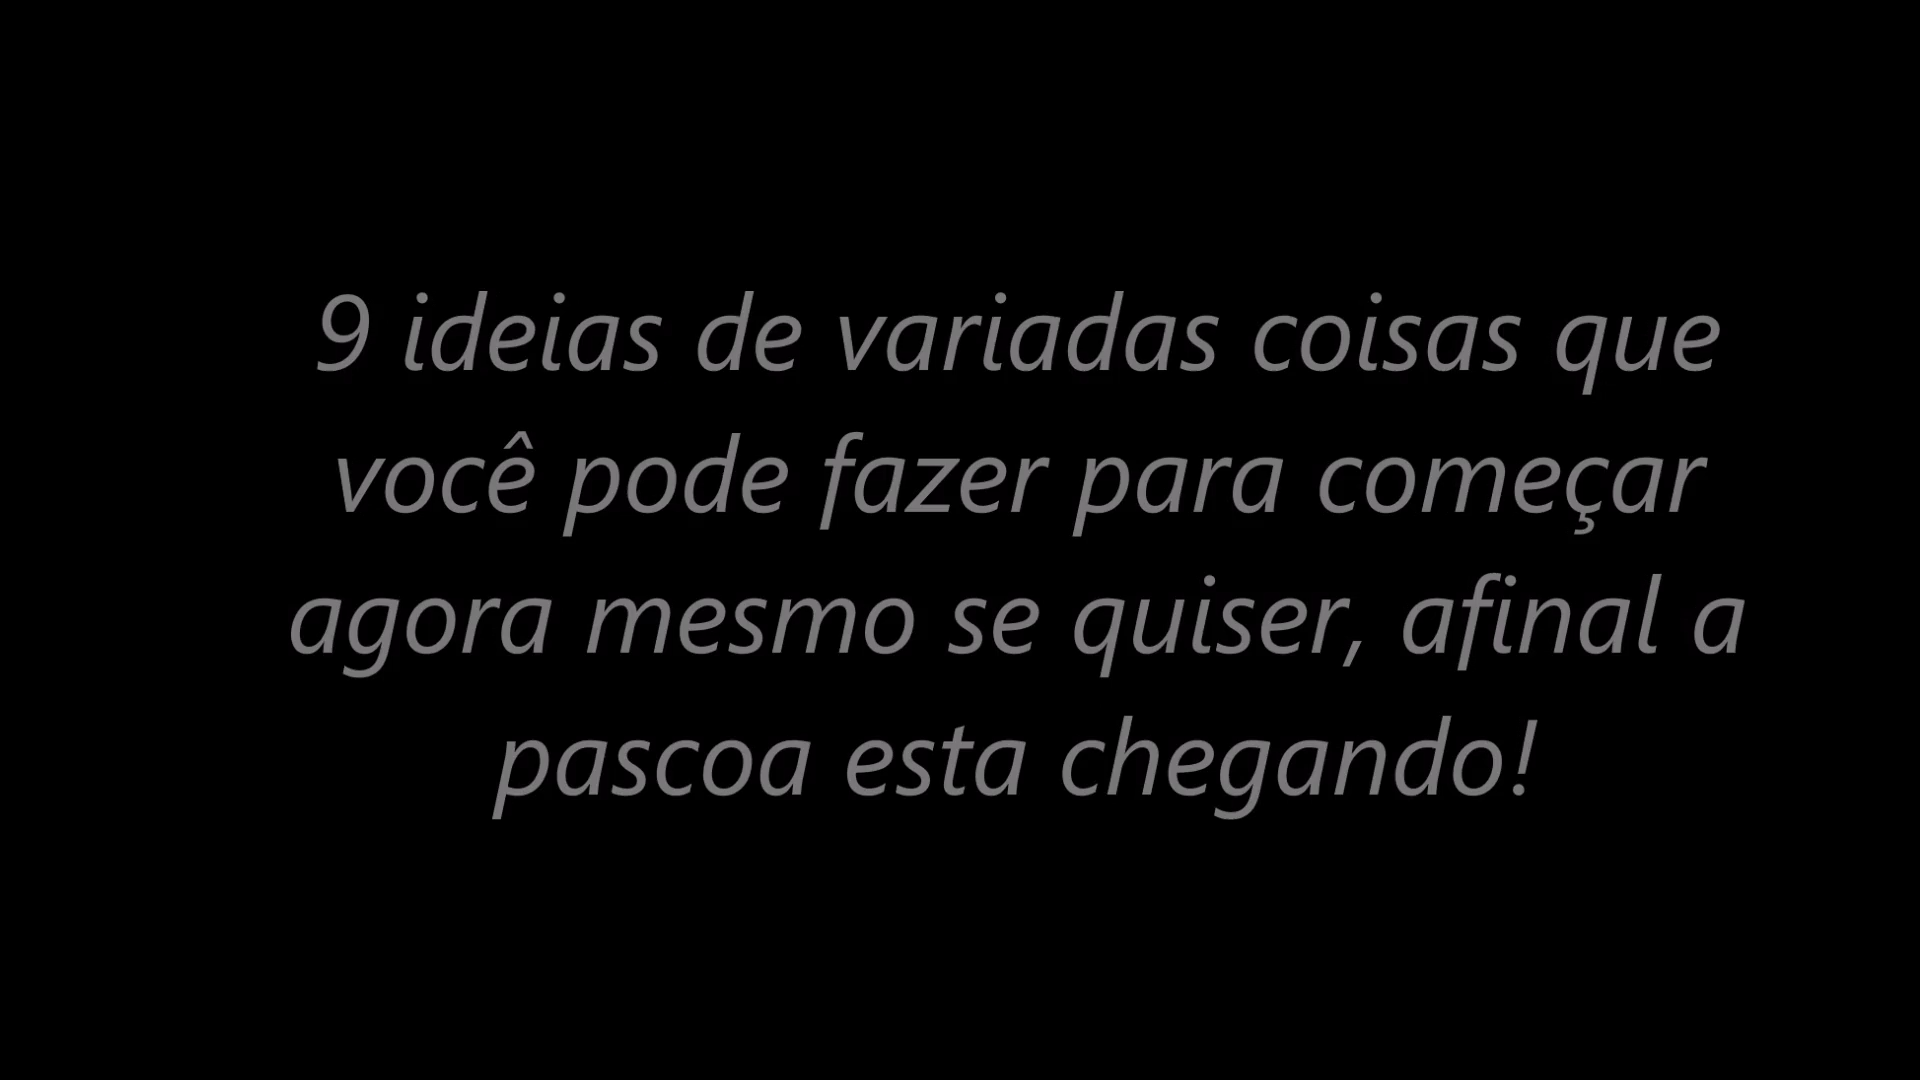 9 ideias de variadas coisas que
você pode fazer para começar
agora mesmo se quiser, afinal a
pascoa esta chegando!